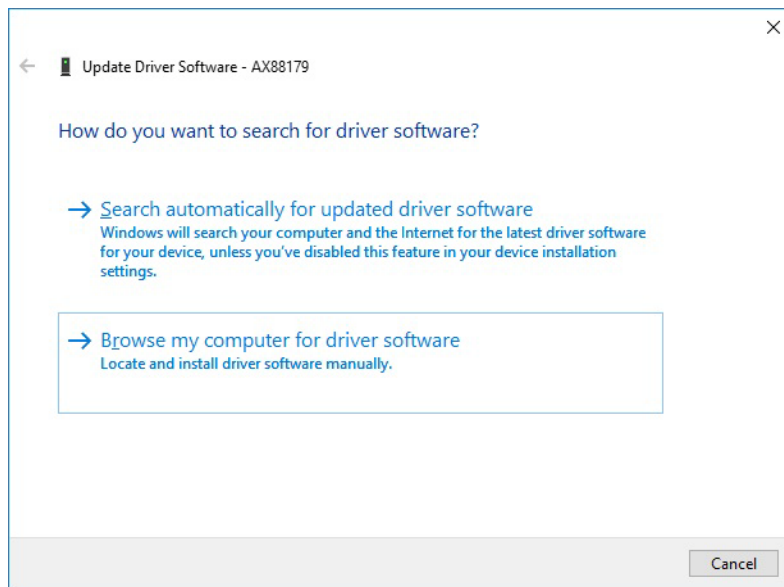 Update Driver Software - AX88179
How do you want to search for driver software?
Search automatically for updated driver software
Windows will search your computer and the Internet for the latest driver software
for your device, unless you've disabled this feature in your device installation
settings.
Browse my computer for driver software
Locate and install driver software manually.
Cancel